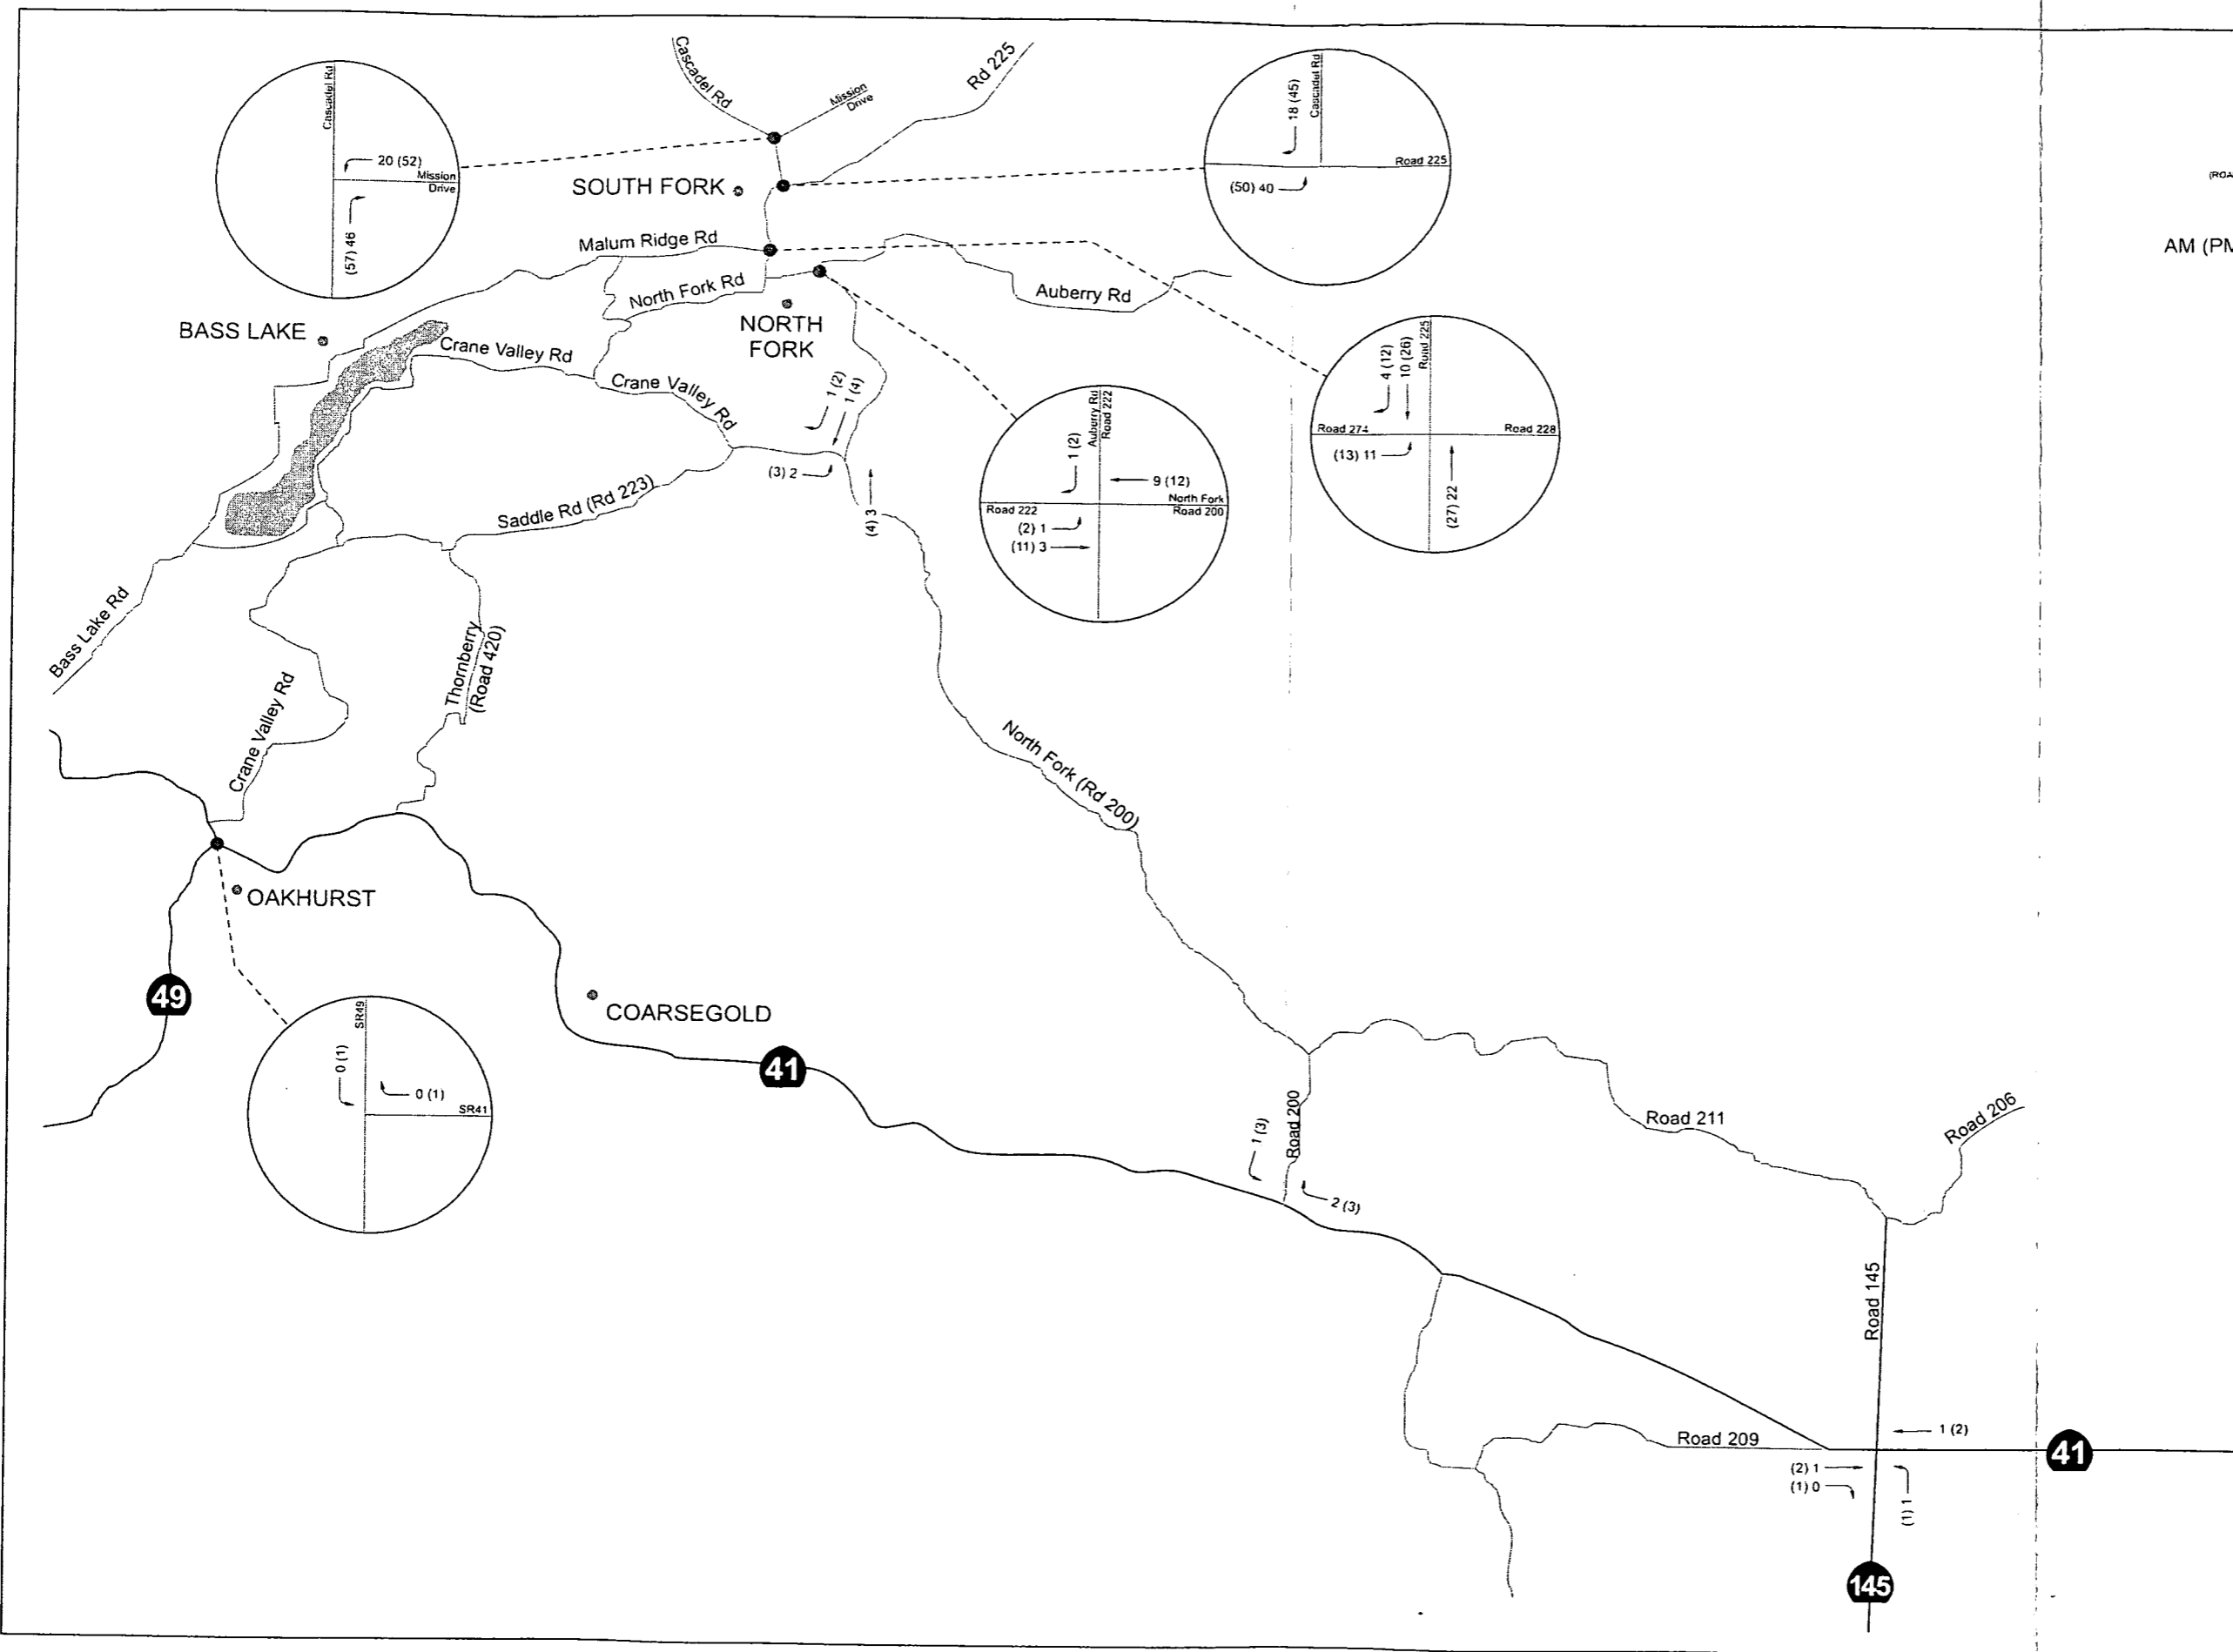 Cascadel Rd
20 (52)
Mission
Drive
(57) 46
Cascadel Rd
Mission
Drive
Rd 225
18 (45)
Cascadel Rd
Road 225
(50) 40
(ROA
AM (PM
SOUTH FORK
Malum Ridge Rd
North Fork Rd
NORTH
FORK
Auberry Rd
BASS LAKE
Crane Valley Rd
Crane Valley Rd
1 (2)
1 (4)
(3) 2
(4) 3
Saddle Rd (Rd 223)
1 (2)
Auberry Rd
Road 222
9 (12)
North Fork
Road 200
Road 222
(2) 1
(11) 3
4 (12)
10 (26)
Road 225
Road 274
Road 228
(13) 11
(27) 22
Bass Lake Rd
Thornberry
(Road 420)
Crane Valley Rd
North Fork (Rd 200)
OAKHURST
49
COARSEGOLD
41
SR49
0 (1)
0 (1)
SR41
1 (3)
Road 200
2 (3)
Road 211
Road 206
Road 145
Road 209
1 (2)
41
(2) 1
(1) 0
(1) 1
145